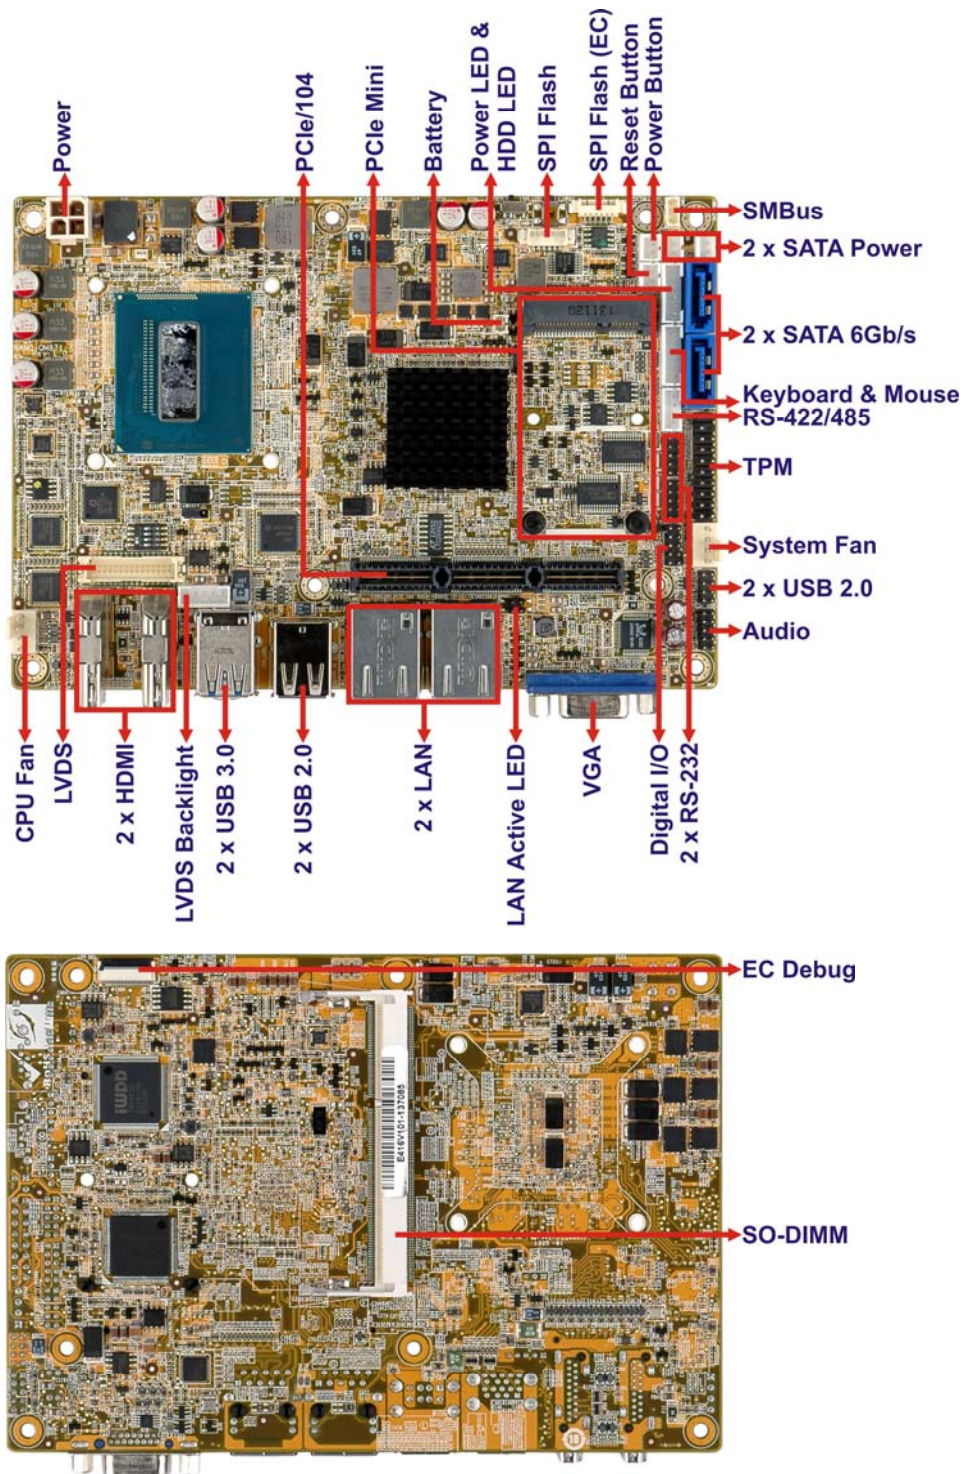 Power
PCIe/104
PCIe Mini
Battery
Power LED &
HDD LED
SPI Flash
SPI Flash (EC)
Reset Button
Power Button
SMBus
2 x SATA Power
2 x SATA 6Gb/s
Keyboard & Mouse
RS-422/485
TPM
System Fan
2 x USB 2.0
Audio
CPU Fan
LVDS
2 x HDMI
LVDS Backlight
2 x USB 3.0
2 x USB 2.0
2 x LAN
LAN Active LED
VGA
Digital I/O
2 x RS-232
EC Debug
E416V101-137085
SO-DIMM